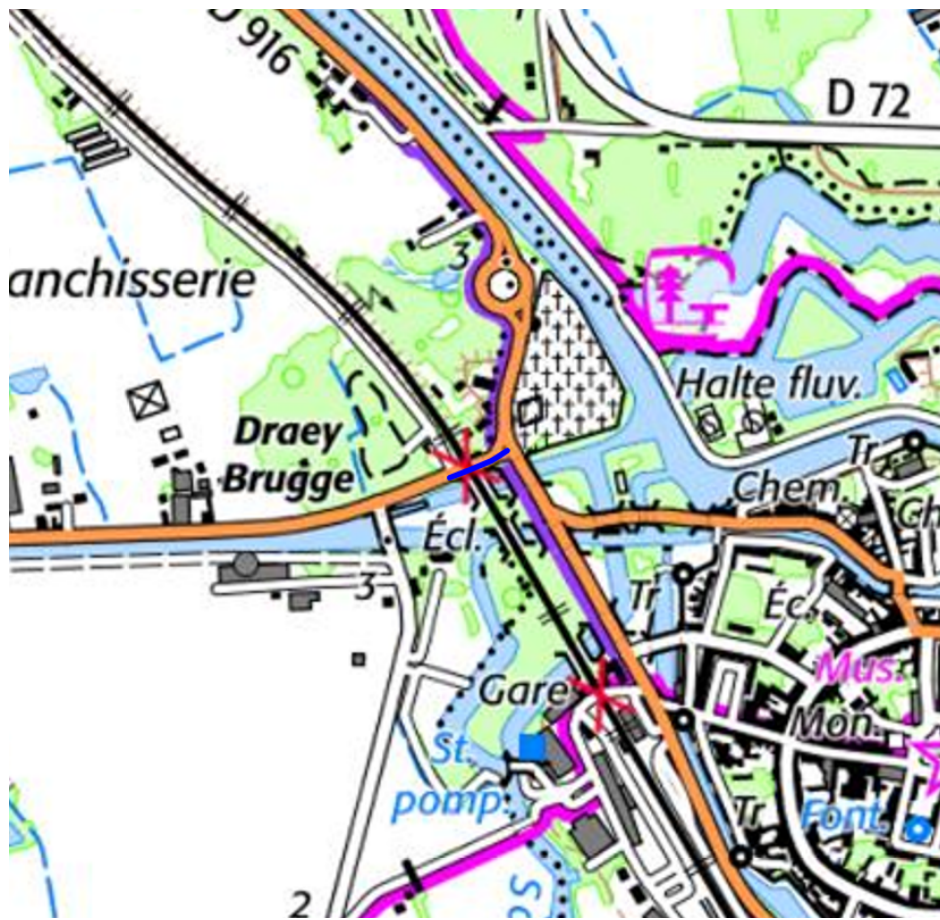 D 916
D 72
3
anchisserie
Halte fluv.
Draey
Brugge
Tr
Chem.
Ch
Écl.
3
Tr
Éc.
Mus.
Gare
Mon.
St.
pomp.
Tr
Font.
2
Sc